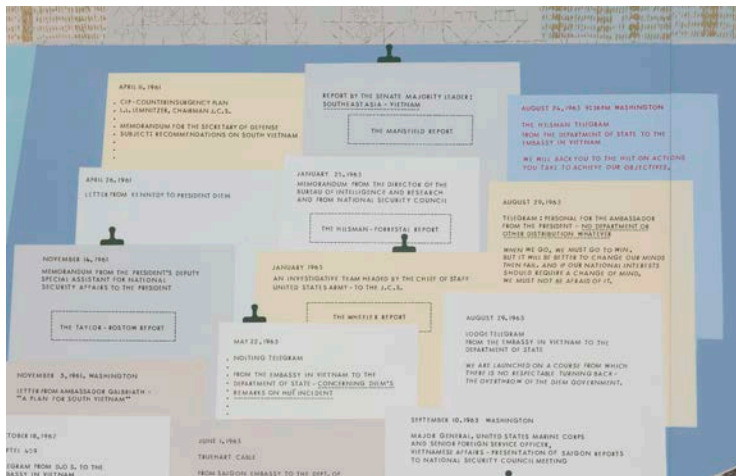 APRIL 11, 1961
CIP-COUNTERINSURGENCY PLAN
L.L. LEMNITZER, CHAIRMAN J.C.S.
MEMORANDUM FOR THE SECRETARY OF DEFENSE
SUBJECT: RECOMMENDATIONS ON SOUTH VIETNAM
REPORT BY THE SENATE MAJORITY LEADER:
SOUTHEAST ASIA - VIETNAM
THE MANSFIELD REPORT
AUGUST 24, 1963 WASHINGTON
THE HILSMAN TELEGRAM
FROM THE DEPARTMENT OF STATE TO THE
EMBASSY IN VIETNAM
WE WILL BACK YOU TO THE HILT ON ACTIONS
YOU TAKE TO ACHIEVE OUR OBJECTIVES.
APRIL 26, 1961
LETTER FROM KENNEDY TO PRESIDENT DIEM
JANUARY 25, 1963
MEMORANDUM FROM THE DIRECTOR OF THE
BUREAU OF INTELLIGENCE AND RESEARCH
AND FROM NATIONAL SECURITY COUNCIL
THE HILSMAN-FORRESTAL REPORT
AUGUST 29, 1963
TELEGRAM: PERSONAL FOR THE AMBASSADOR
FROM THE PRESIDENT - NO DEPARTMENT OR
OTHER DISTRIBUTION WHATEVER
WHEN WE GO, WE MUST GO TO WIN,
BUT IT WILL BE BETTER TO CHANGE OUR MINDS
THEN FAIL. AND IF OUR NATIONAL INTERESTS
SHOULD REQUIRE A CHANGE OF MIND,
WE MUST NOT BE AFRAID OF IT.
NOVEMBER 14, 1961
MEMORANDUM FROM THE PRESIDENT'S DEPUTY
SPECIAL ASSISTANT FOR NATIONAL
SECURITY AFFAIRS TO THE PRESIDENT
THE TAYLOR-ROSTOW REPORT
JANUARY 1963
AN INVESTIGATIVE TEAM HEADED BY THE CHIEF OF STAFF
UNITED STATES ARMY - TO THE J.C.S.
THE WHEELER REPORT
AUGUST 29, 1963
LODGE TELEGRAM
FROM THE EMBASSY IN VIETNAM TO THE
DEPARTMENT OF STATE
WE ARE LAUNCHED ON A COURSE FROM WHICH
THERE IS NO RESPECTABLE TURNING BACK -
THE OVERTHROW OF THE DIEM GOVERNMENT.
MAY 22, 1963
NOLTING TELEGRAM
FROM THE EMBASSY IN VIETNAM TO THE
DEPARTMENT OF STATE - CONCERNING DIEM'S
REMARKS ON HUE INCIDENT
NOVEMBER 3, 1961, WASHINGTON
LETTER FROM AMBASSADOR GALBRAITH -
"A PLAN FOR SOUTH VIETNAM"
SEPTEMBER 10, 1963 WASHINGTON
MAJOR GENERAL, UNITED STATES MARINE CORPS
AND SENIOR FOREIGN SERVICE OFFICER,
VIETNAMESE AFFAIRS - PRESENTATION OF SAIGON REPORTS
TO NATIONAL SECURITY COUNCIL MEETING
JUNE 1, 1963
TRUEHART CABLE
FROM SAIGON EMBASSY TO THE DEPT. OF